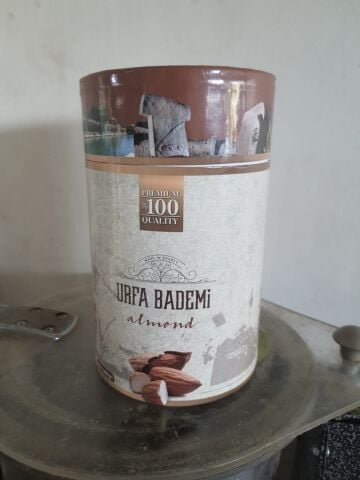 PREMIUM
%100
QUALITY
URFA BADEMi
almond